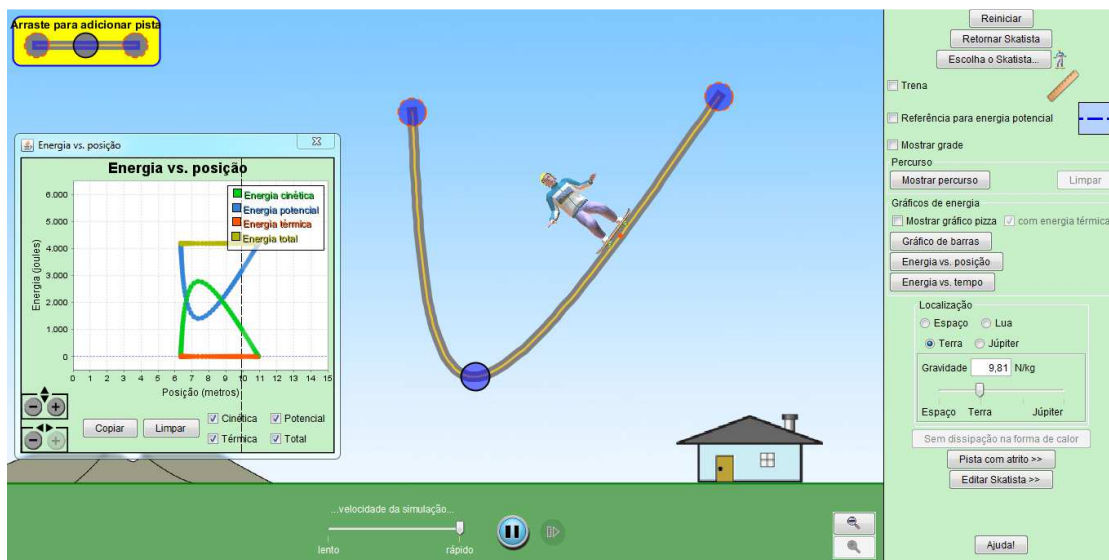 Arraste para adicionar pista
Energia vs. posição
Energia vs. posição
Energia cinética
Energia potencial
Energia térmica
Energia total
Energia (joules)
6.000
5.000
4.000
3.000
2.000
1.000
0
0 1 2 3 4 5 6 7 8 9 10 11 12 13 14 15
Posição (metros)
Copiar
Limpar
Cinética
Potencial
Térmica
Total
...velocidade da simulação...
lento
rápido
Reiniciar
Retornar Skatista
Escolha o Skatista...
Trena
Referência para energia potencial
Mostrar grade
Percurso
Mostrar percurso
Limpar
Gráficos de energia
Mostrar gráfico pizza
com energia térmica
Gráfico de barras
Energia vs. posição
Energia vs. tempo
Localização
Espaço
Lua
Terra
Júpiter
Gravidade 9,81 N/kg
Espaço Terra Júpiter
Sem dissipação na forma de calor
Pista com atrito >>
Editar Skatista >>
Ajuda!